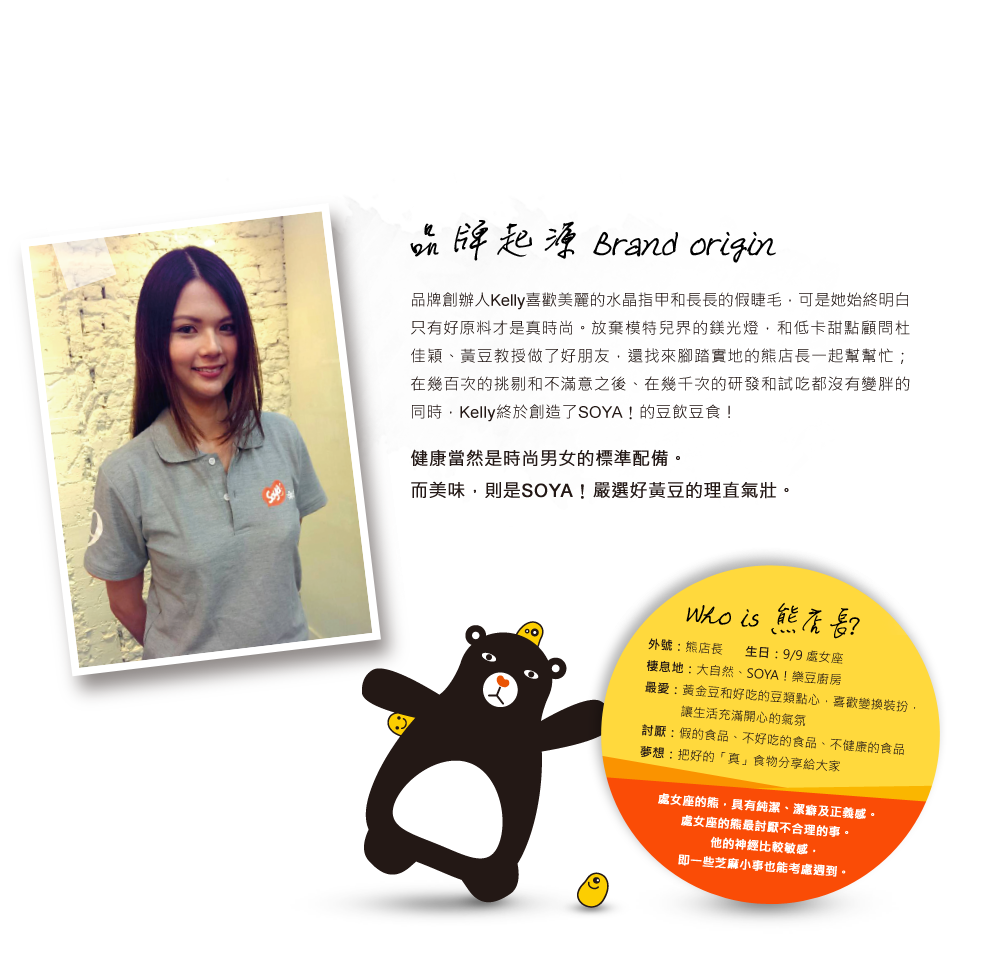 品牌起源 Brand origin
品牌創辦人Kelly喜歡美麗的水晶指甲和長長的假睫毛，可是她始終明白
只有好原料才是真時尚。放棄模特兒界的鎂光燈，和低卡甜點顧問杜
佳穎、黃豆教授做了好朋友，還找來腳踏實地的熊店長一起幫幫忙；
在幾百次的挑剔和不滿意之後、在幾千次的研發和試吃都沒有變胖的
同時，Kelly終於創造了SOYA！的豆飲豆食！
健康當然是時尚男女的標準配備。
而美味，則是SOYA！嚴選好黃豆的理直氣壯。
Soya!
Who is 熊店長?
外號：熊店長 生日：9/9 處女座
棲息地：大自然、SOYA！樂豆廚房
最愛：黃金豆和好吃的豆類點心，喜歡變換裝扮，
讓生活充滿開心的氣氛
討厭：假的食品、不好吃的食品、不健康的食品
夢想：把好的「真」食物分享給大家
處女座的熊，具有純潔、潔癖及正義感。
處女座的熊最討厭不合理的事。
他的神經比較敏感，
即一些芝麻小事也能考慮週到。